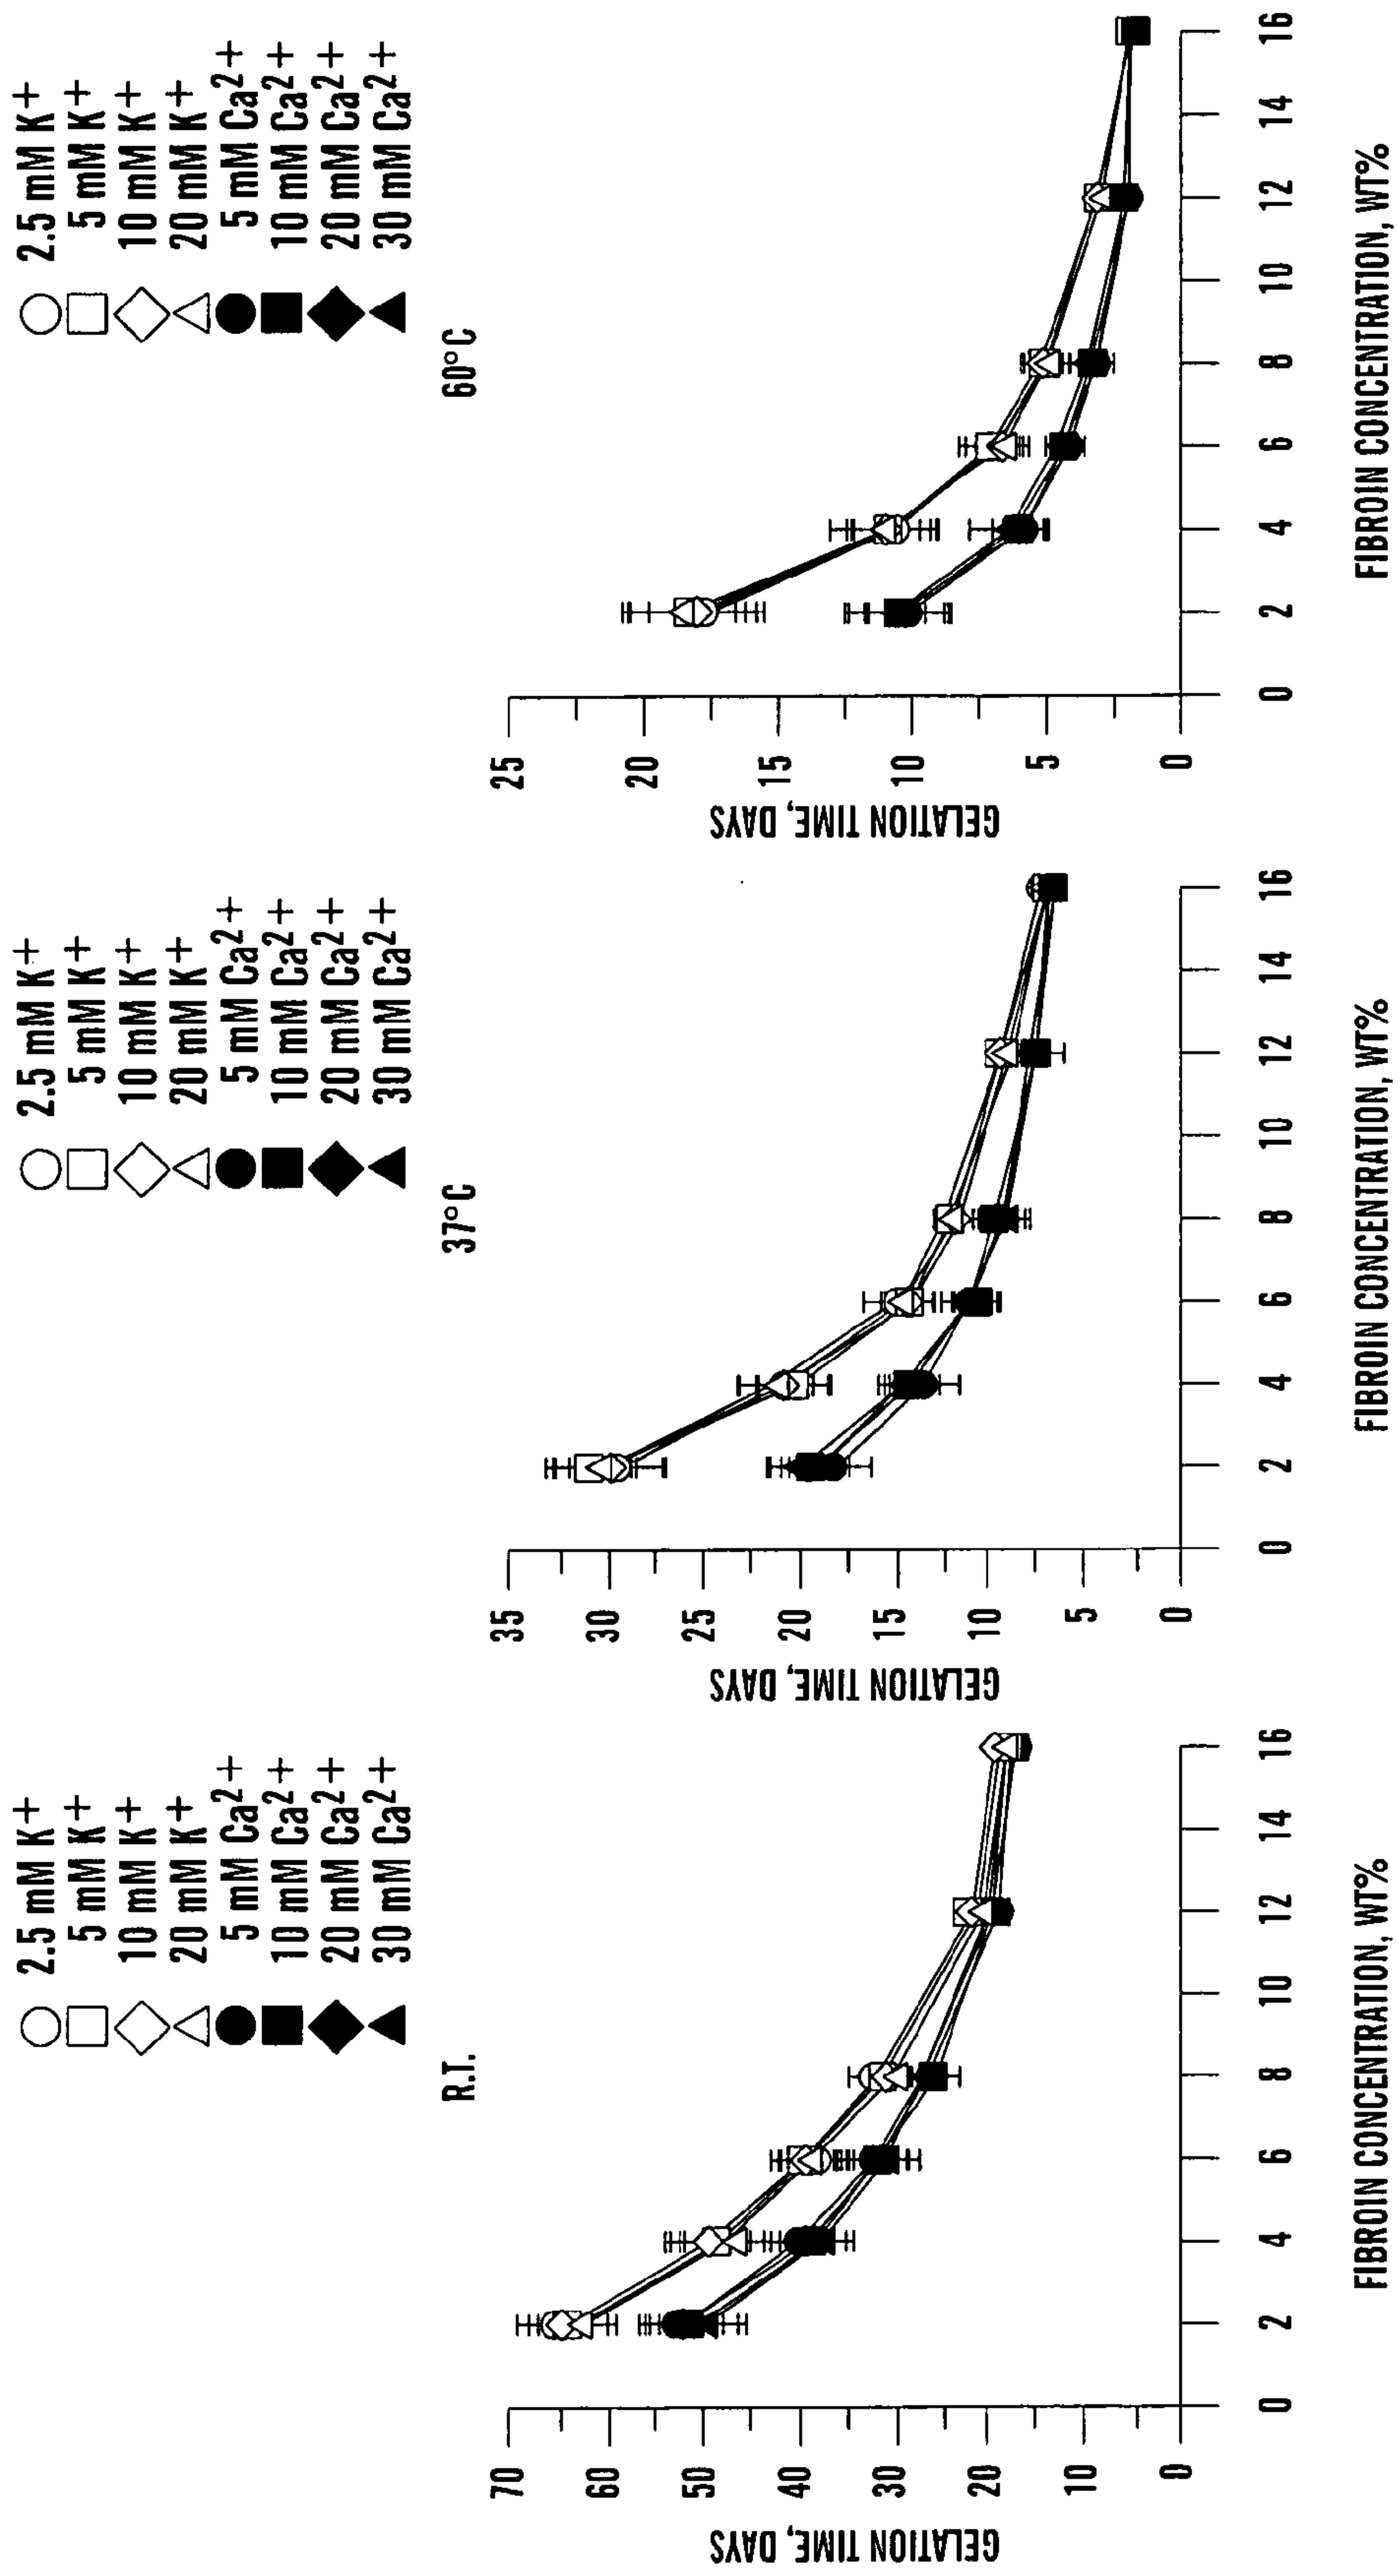 2.5 mM K+
5 mM K+
10 mM K+
20 mM K+
5 mM Ca2+
10 mM Ca2+
20 mM Ca2+
30 mM Ca2+
R.T.
GELATION TIME, DAYS
70
60
50
40
30
20
10
0
0
2
4
6
8
10
12
14
16
FIBROIN CONCENTRATION, WT%
2.5 mM K+
5 mM K+
10 mM K+
20 mM K+
5 mM Ca2+
10 mM Ca2+
20 mM Ca2+
30 mM Ca2+
37°C
GELATION TIME, DAYS
35
30
25
20
15
10
5
0
0
2
4
6
8
10
12
14
16
FIBROIN CONCENTRATION, WT%
2.5 mM K+
5 mM K+
10 mM K+
20 mM K+
5 mM Ca2+
10 mM Ca2+
20 mM Ca2+
30 mM Ca2+
60°C
GELATION TIME, DAYS
25
20
15
10
5
0
0
2
4
6
8
10
12
14
16
FIBROIN CONCENTRATION, WT%